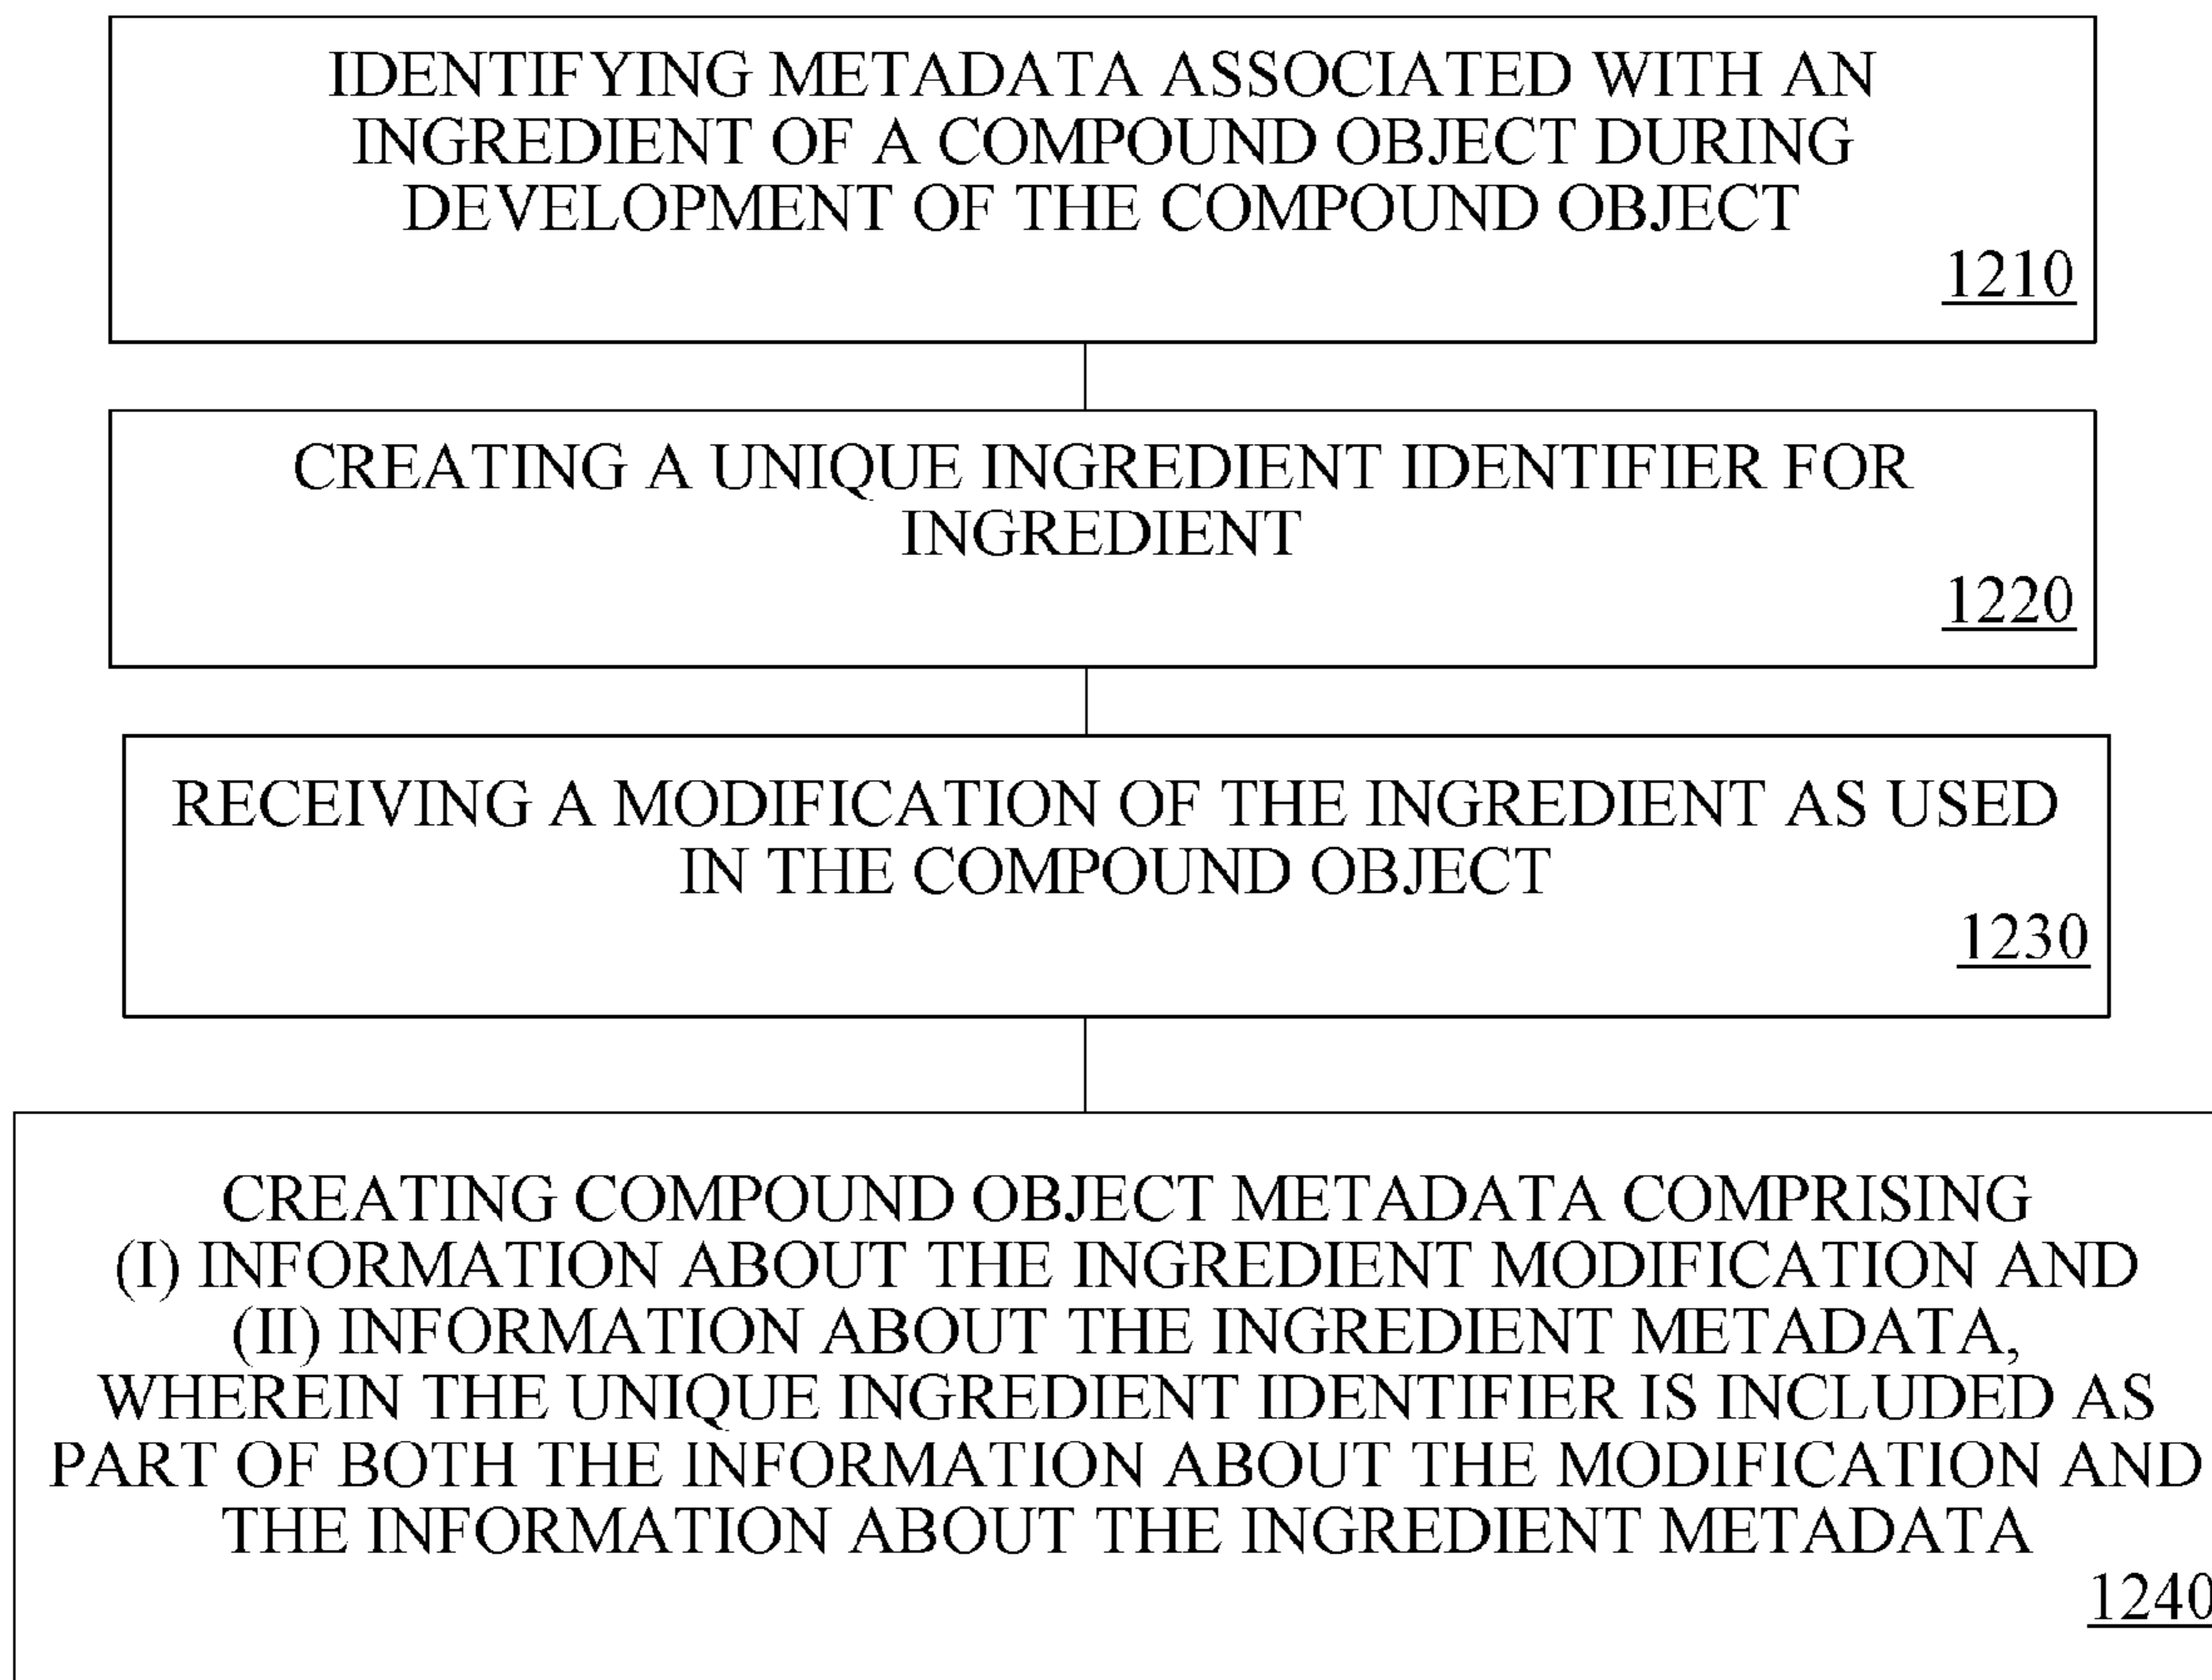 IDENTIFYING METADATA ASSOCIATED WITH AN
INGREDIENT OF A COMPOUND OBJECT DURING
DEVELOPMENT OF THE COMPOUND OBJECT
1210
CREATING A UNIQUE INGREDIENT IDENTIFIER FOR
INGREDIENT
1220
RECEIVING A MODIFICATION OF THE INGREDIENT AS USED
IN THE COMPOUND OBJECT
1230
CREATING COMPOUND OBJECT METADATA COMPRISING
(I) INFORMATION ABOUT THE INGREDIENT MODIFICATION AND
(II) INFORMATION ABOUT THE INGREDIENT METADATA,
WHEREIN THE UNIQUE INGREDIENT IDENTIFIER IS INCLUDED AS
PART OF BOTH THE INFORMATION ABOUT THE MODIFICATION AND
THE INFORMATION ABOUT THE INGREDIENT METADATA
1240